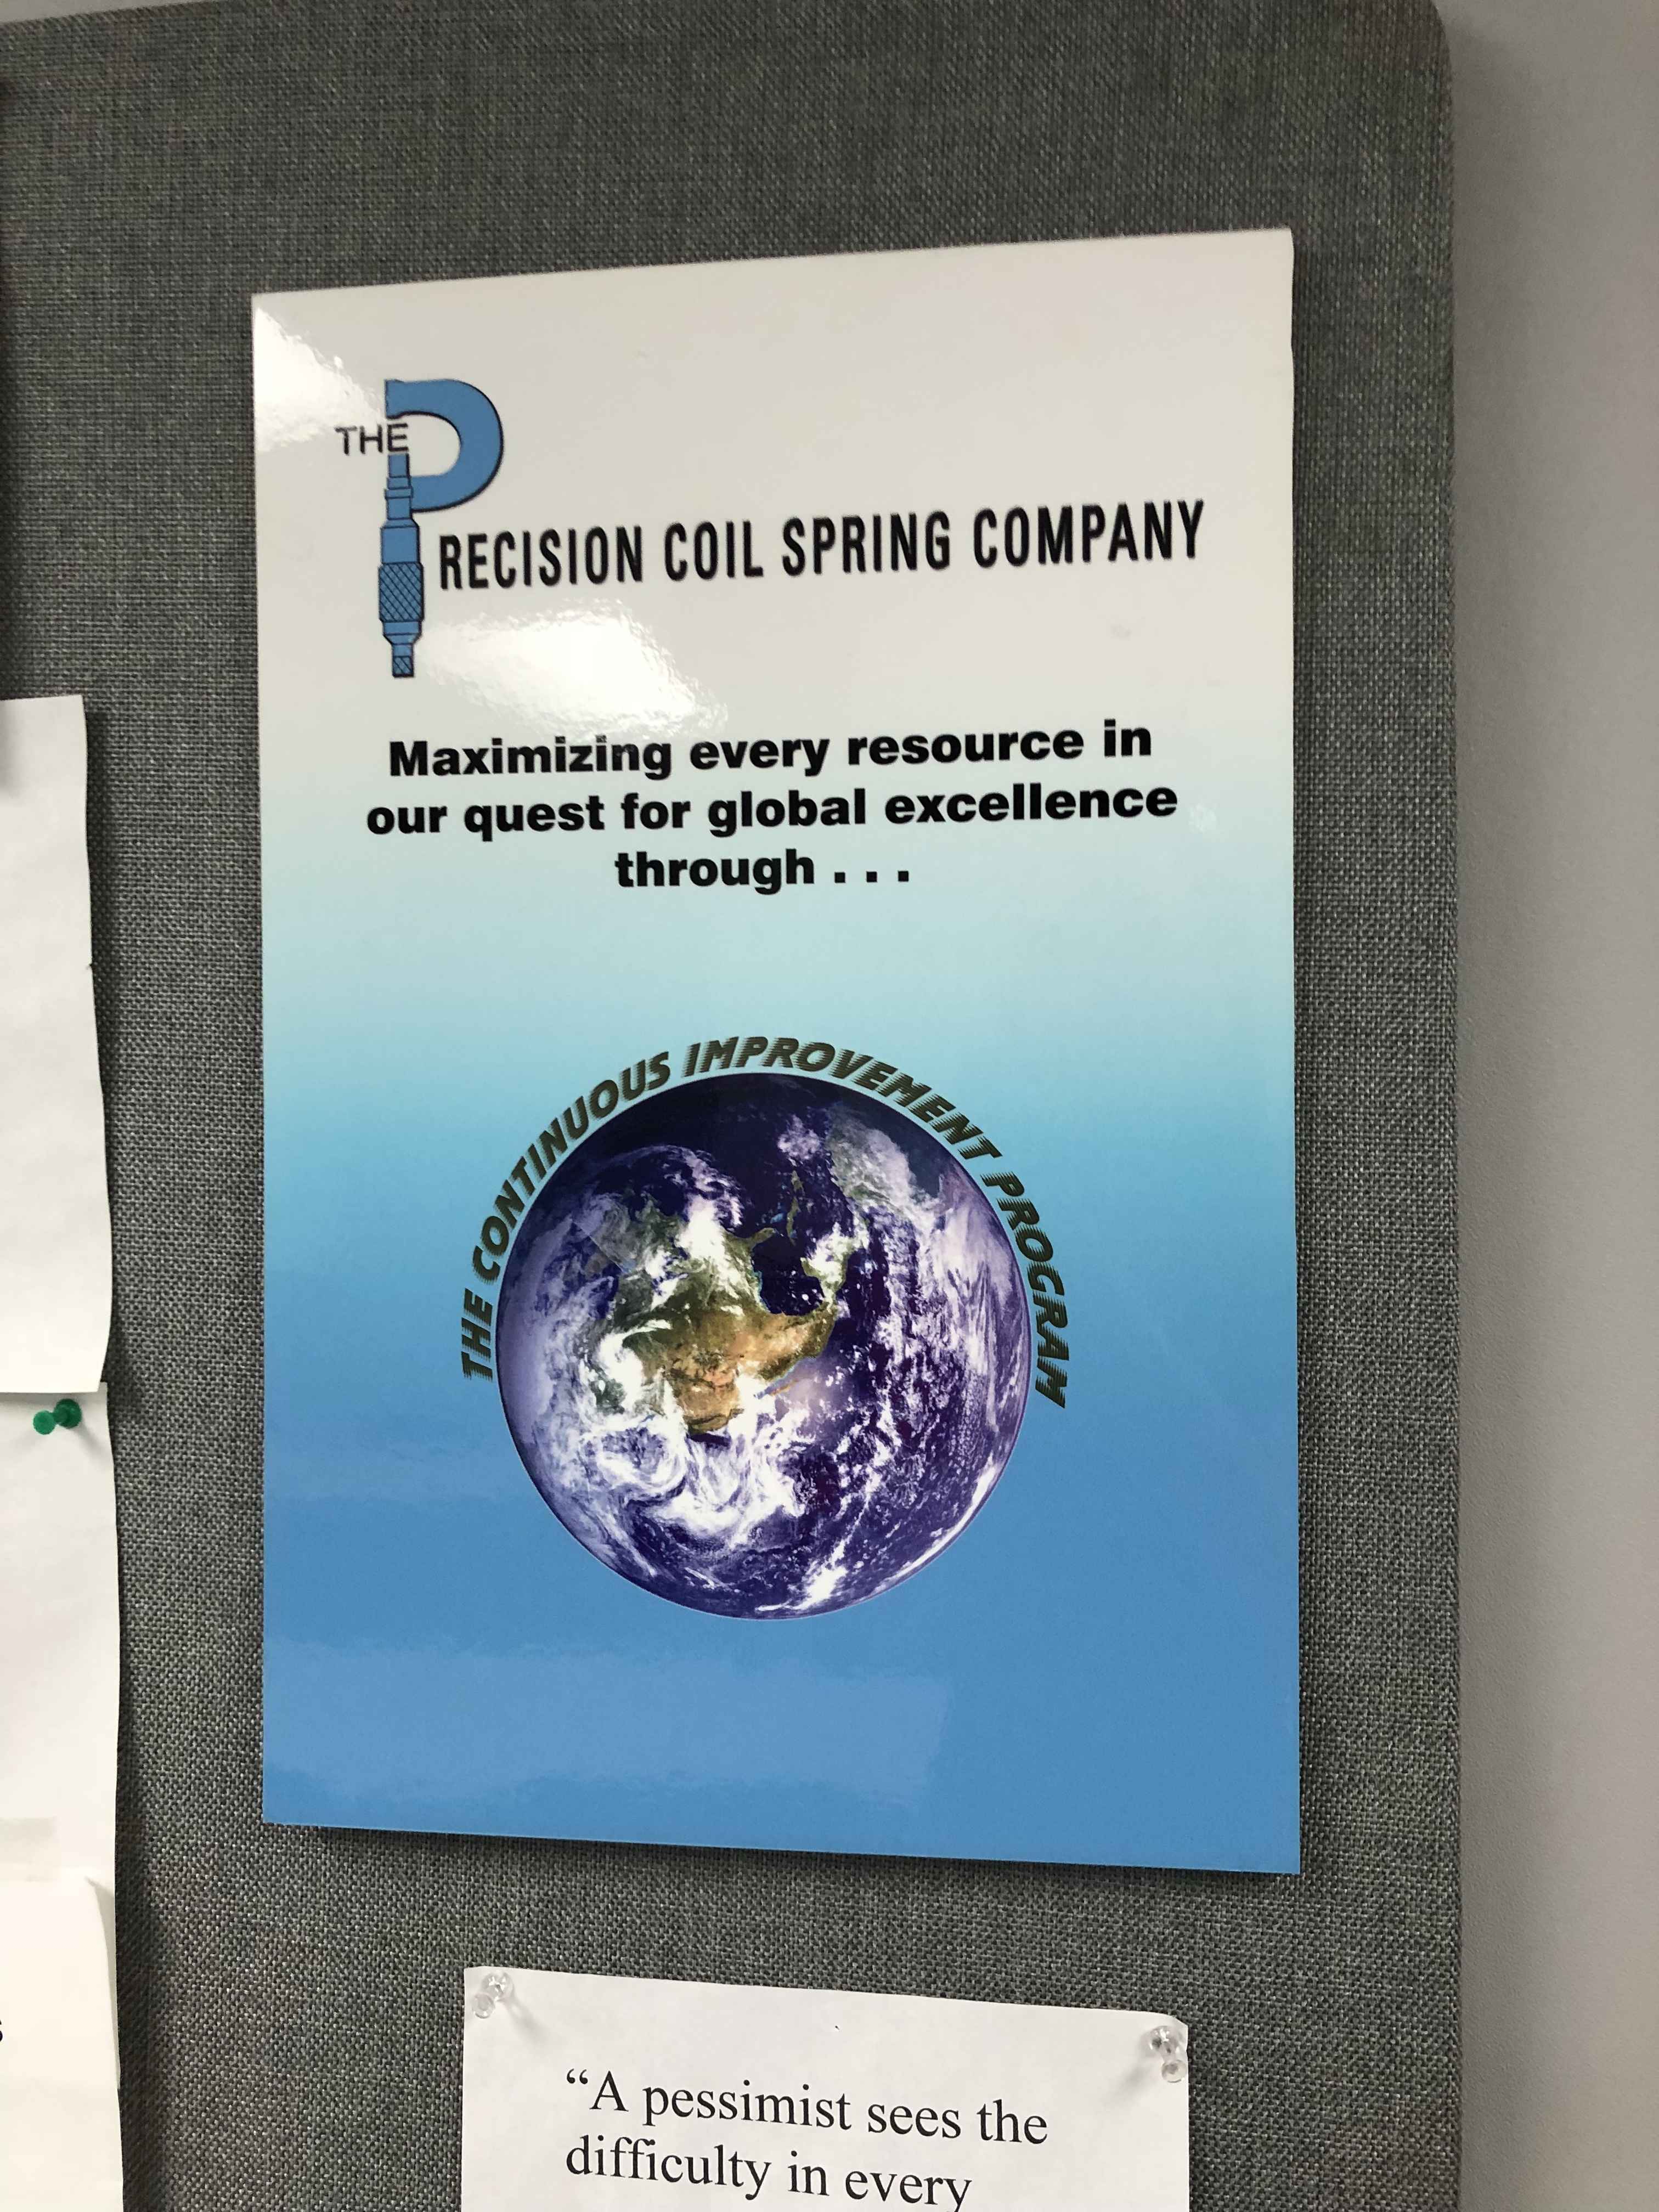 THE
PRECISION COIL SPRING COMPANY
Maximizing every resource in
our quest for global excellence
through . . .
THE CONTINUOUS IMPROVEMENT PROGRAM
“A pessimist sees the
difficulty in every